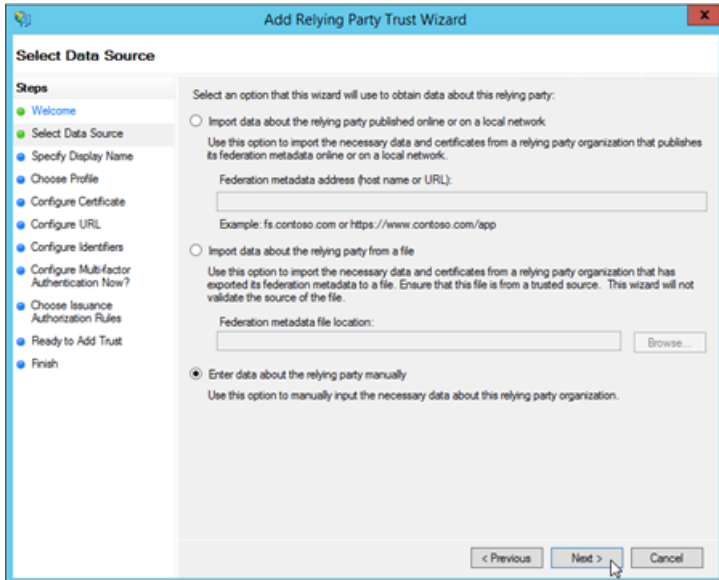 Add Relying Party Trust Wizard
x
Select Data Source
Steps
Welcome
Select Data Source
Specify Display Name
Choose Profile
Configure Certificate
Configure URL
Configure Identifiers
Configure Multi-factor
Authentication Now?
Choose Issuance
Authorization Rules
Ready to Add Trust
Finish
Select an option that this wizard will use to obtain data about this relying party:
Import data about the relying party published online or on a local network
Use this option to import the necessary data and certificates from a relying party organization that publishes
its federation metadata online or on a local network.
Federation metadata address (host name or URL):
Example: fs.contoso.com or https://www.contoso.com/app
Import data about the relying party from a file
Use this option to import the necessary data and certificates from a relying party organization that has
exported its federation metadata to a file. Ensure that this file is from a trusted source. This wizard will not
validate the source of the file.
Federation metadata file location:
Browse...
Enter data about the relying party manually
Use this option to manually input the necessary data about this relying party organization.
< Previous
Next >
Cancel